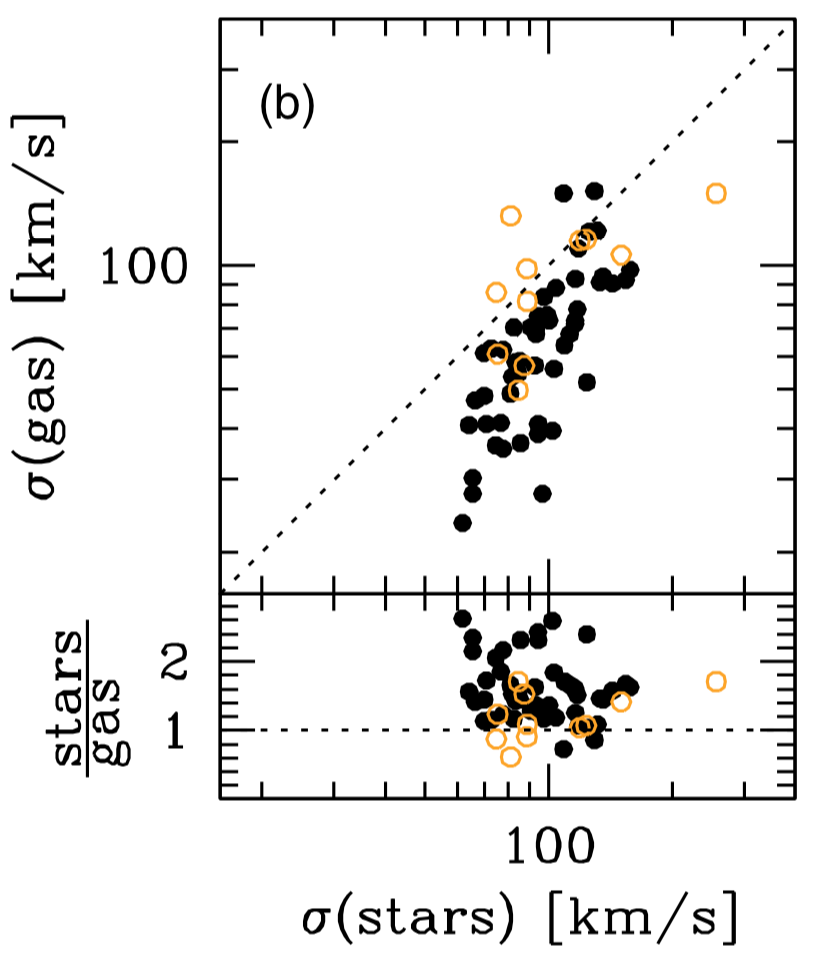 (b)
σ(gas) [km/s]
100
stars
gas
2
1
100
σ(stars) [km/s]